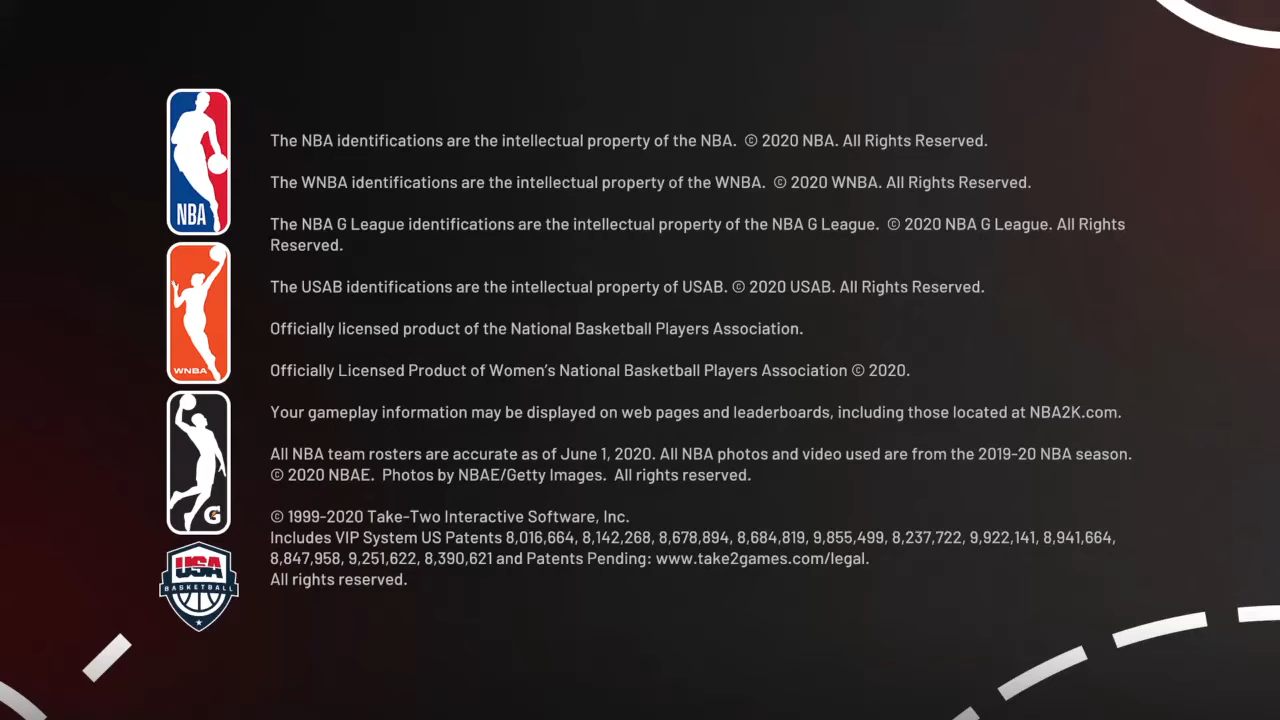 NBA
The NBA identifications are the intellectual property of the NBA.  © 2020 NBA. All Rights Reserved.
The WNBA identifications are the intellectual property of the WNBA.  © 2020 WNBA. All Rights Reserved.
The NBA G League identifications are the intellectual property of the NBA G League.  © 2020 NBA G League. All Rights
Reserved.
WNBA
The USAB identifications are the intellectual property of USAB. © 2020 USAB. All Rights Reserved.
Officially licensed product of the National Basketball Players Association.
Officially Licensed Product of Women's National Basketball Players Association © 2020.
Your gameplay information may be displayed on web pages and leaderboards, including those located at NBA2K.com.
All NBA team rosters are accurate as of June 1, 2020. All NBA photos and video used are from the 2019-20 NBA season.
© 2020 NBAE.  Photos by NBAE/Getty Images.  All rights reserved.
G
© 1999-2020 Take-Two Interactive Software, Inc.
Includes VIP System US Patents 8,016,664, 8,142,268, 8,678,894, 8,684,819, 9,855,499, 8,237,722, 9,922,141, 8,941,664,
8,847,958, 9,251,622, 8,390,621 and Patents Pending: www.take2games.com/legal.
All rights reserved.
USA
BASKETBALL